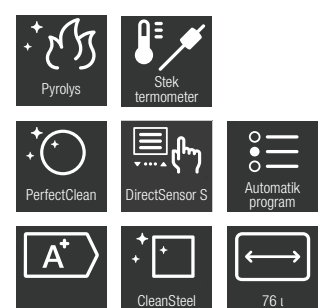 Pyrolys
Stek
termometer
PerfectClean
DirectSensor S
Automatik
program
A+
CleanSteel
76 l